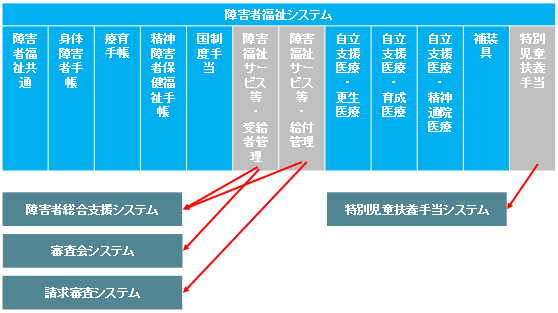 障害者福祉システム
障害者福祉共通
身体障害者手帳
療育手帳
精神障害者保健福祉手帳
国制度手当
障害福祉サービス等・受給者管理
障害福祉サービス等・給付管理
自立支援医療・更生医療
自立支援医療・育成医療
自立支援医療・精神通院医療
補装具
特別児童扶養手当
障害者総合支援システム
特別児童扶養手当システム
審査会システム
請求審査システム